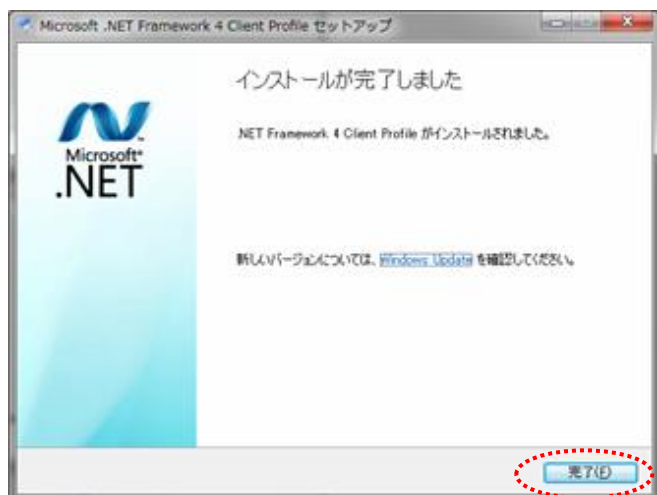 Microsoft .NET Framework 4 Client Profile セットアップ
インストールが完了しました
.NET Framework 4 Client Profile がインストールされました。
Microsoft®
.NET
新しいバージョンについては、Windows Update を確認してください。
完了(F)